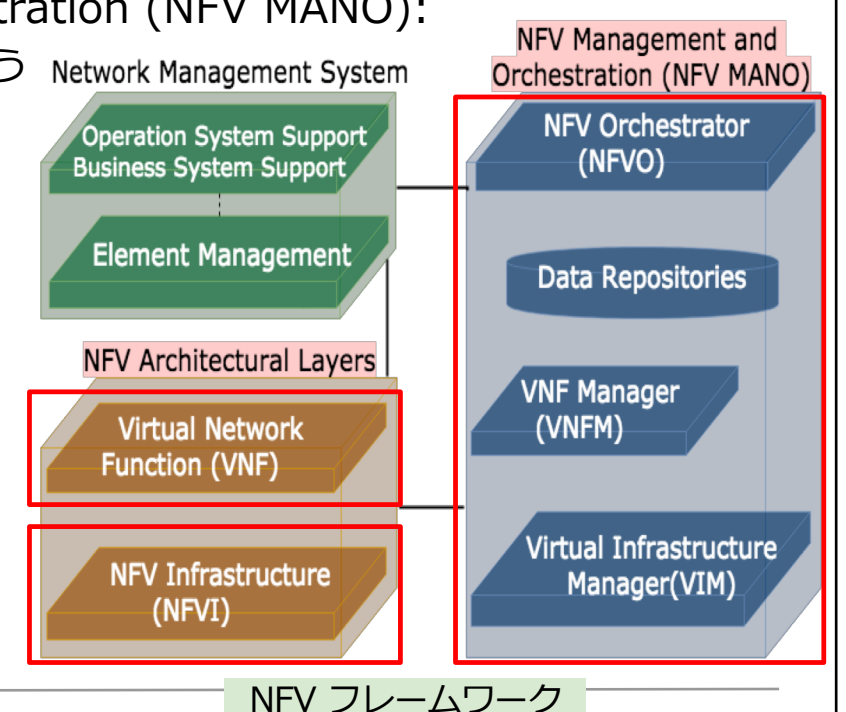 tration (NFV MANO):
う
Network Management System
Operation System Support
Business System Support
Element Management
NFV Architectural Layers
Virtual Network
Function (VNF)
NFV Infrastructure
(NFVI)
NFV Management and
Orchestration (NFV MANO)
NFV Orchestrator
(NFVO)
Data Repositories
VNF Manager
(VNFM)
Virtual Infrastructure
Manager(VIM)
NFV フレームワーク